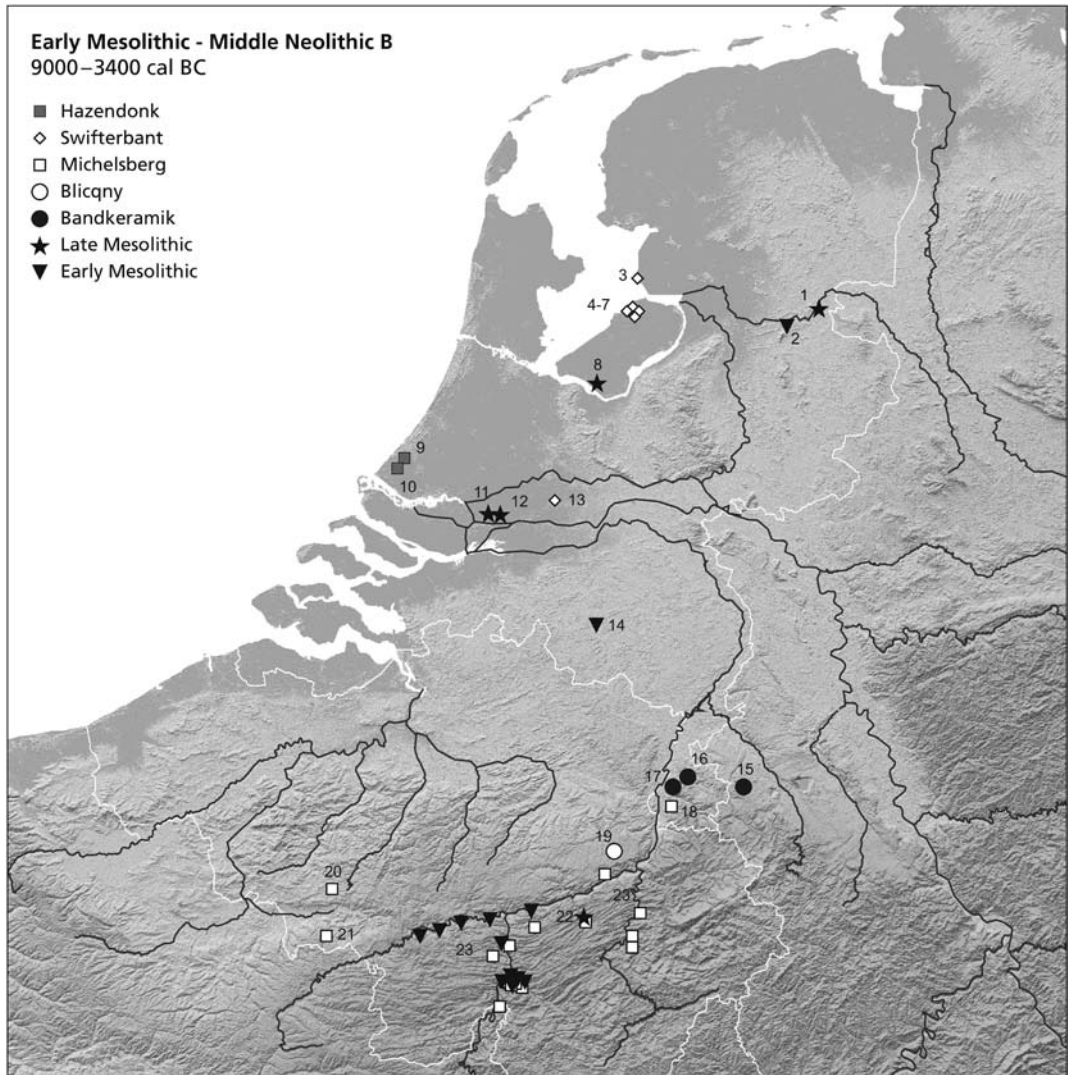 Early Mesolithic - Middle Neolithic B
9000–3400 cal BC
Hazendonk
Swifterbant
Michelsberg
Blicqny
Bandkeramik
Late Mesolithic
Early Mesolithic
3
1
4-7
2
8
9
10
11
12
13
14
16
177
15
18
19
20
23
22
21
23